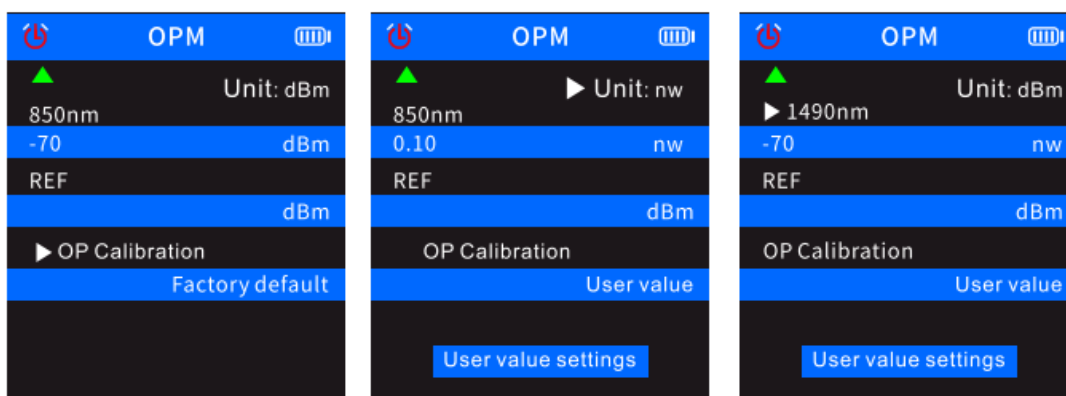 OPM
Unit: dBm
850nm
-70 dBm
REF
dBm
OP Calibration
Factory default
OPM
Unit: nw
850nm
0.10 nw
REF
dBm
OP Calibration
User value
User value settings
OPM
Unit: dBm
1490nm
-70 nw
REF
dBm
OP Calibration
User value
User value settings